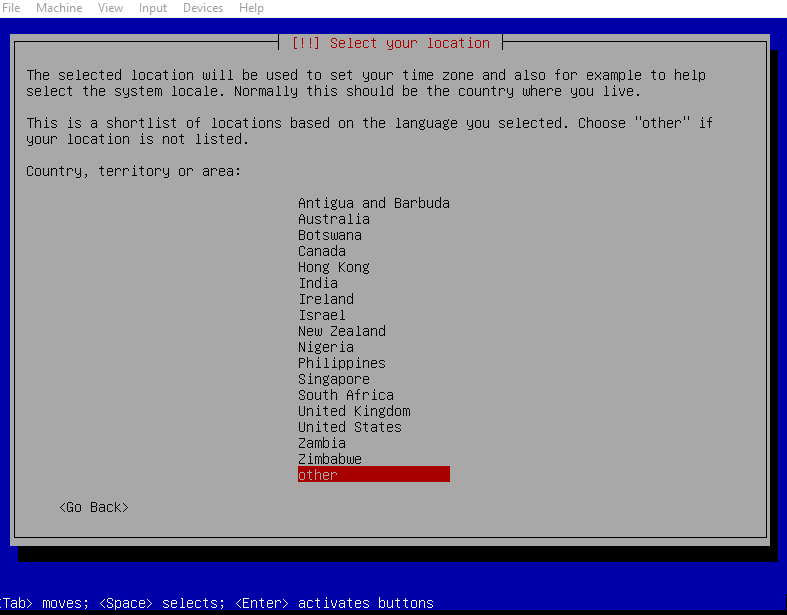 File Machine View Input Devices Help
[!!] Select your location
The selected location will be used to set your time zone and also for example to help
select the system locale. Normally this should be the country where you live.
This is a shortlist of locations based on the language you selected. Choose "other" if
your location is not listed.
Country, territory or area:
Antigua and Barbuda
Australia
Botswana
Canada
Hong Kong
India
Ireland
Israel
New Zealand
Nigeria
Philippines
Singapore
South Africa
United Kingdom
United States
Zambia
Zimbabwe
other
<Go Back>
<Tab> moves; <Space> selects; <Enter> activates buttons